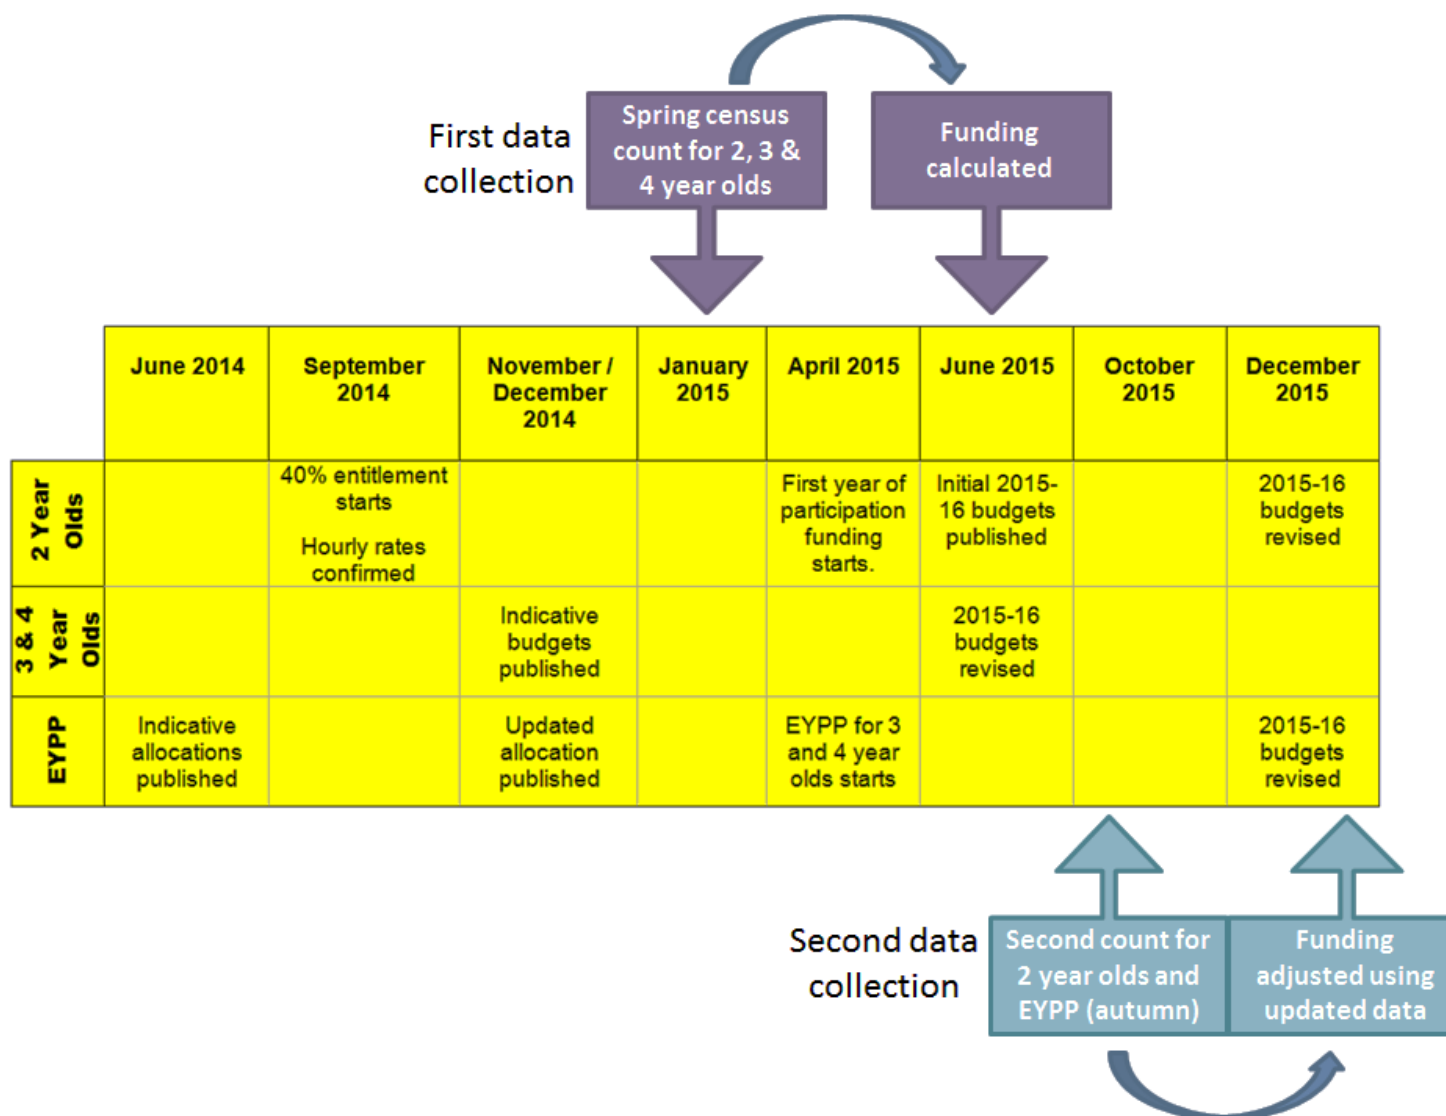 First data
collection
Spring census
count for 2, 3 &
4 year olds
Funding
calculated
June 2014
September
2014
November /
December
2014
January
2015
April 2015
June 2015
October
2015
December
2015
2 Year
Olds
40% entitlement
starts
Hourly rates
confirmed
First year of
participation
funding
starts.
Initial 2015-
16 budgets
published
2015-16
budgets
revised
3 & 4
Year
Olds
Indicative
budgets
published
2015-16
budgets
revised
EYPP
Indicative
allocations
published
Updated
allocation
published
EYPP for 3
and 4 year
olds starts
2015-16
budgets
revised
Second data
collection
Second count for
2 year olds and
EYPP (autumn)
Funding
adjusted using
updated data